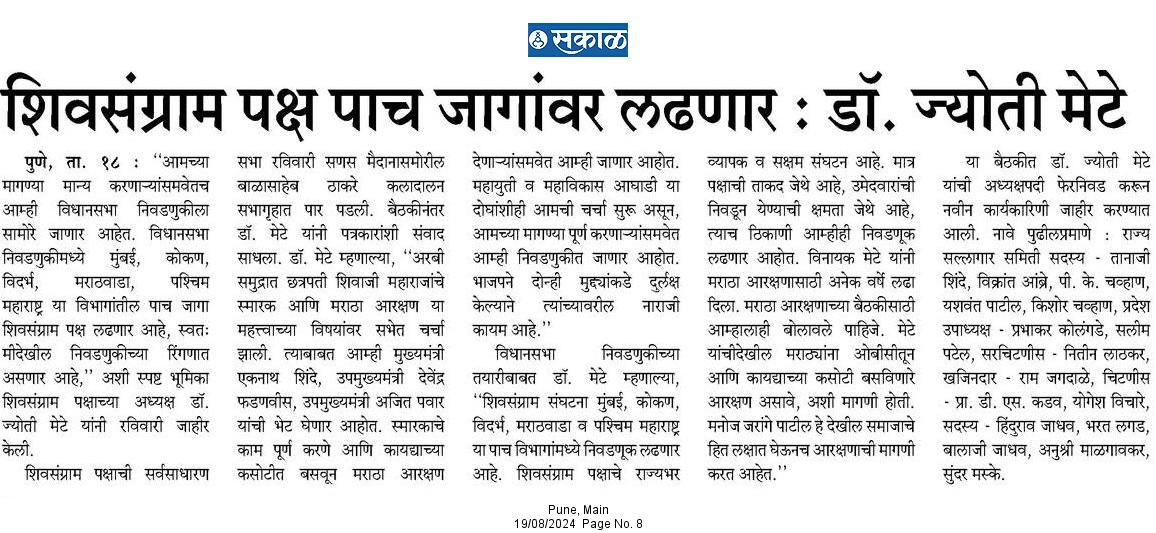 सकाळ
शिवसंग्राम पक्ष पाच जागांवर लढणार : डॉ. ज्योती मेटे
पुणे, ता. १८ : ‘‘आमच्या
मागण्या मान्य करणाऱ्यांसमवेतच
आम्ही विधानसभा निवडणुकीला
सामोरे जाणार आहेत. विधानसभा
निवडणुकीमध्ये मुंबई, कोकण,
विदर्भ, मराठवाडा, पश्चिम
महाराष्ट्र या विभागांतील पाच जागा
शिवसंग्राम पक्ष लढणार आहे, स्वतः
मीदेखील निवडणुकीच्या रिंगणात
असणार आहे,’’ अशी स्पष्ट भूमिका
शिवसंग्राम पक्षाच्या अध्यक्ष डॉ.
ज्योती मेटे यांनी रविवारी जाहीर
केली.
शिवसंग्राम पक्षाची सर्वसाधारण
सभा रविवारी सणस मैदानासमोरील
बाळासाहेब ठाकरे कलादालन
सभागृहात पार पडली. बैठकीनंतर
डॉ. मेटे यांनी पत्रकारांशी संवाद
साधला. डॉ. मेटे म्हणाल्या, ‘‘अरबी
समुद्रात छत्रपती शिवाजी महाराजांचे
स्मारक आणि मराठा आरक्षण या
महत्त्वाच्या विषयांवर सभेत चर्चा
झाली. त्याबाबत आम्ही मुख्यमंत्री
एकनाथ शिंदे, उपमुख्यमंत्री देवेंद्र
फडणवीस, उपमुख्यमंत्री अजित पवार
यांची भेट घेणार आहोत. स्मारकाचे
काम पूर्ण करणे आणि कायद्याच्या
कसोटीत बसवून मराठा आरक्षण
देणाऱ्यांसमवेत आम्ही जाणार आहोत.
महायुती व महाविकास आघाडी या
दोघांशीही आमची चर्चा सुरू असून,
आमच्या मागण्या पूर्ण करणाऱ्यांसमवेत
आम्ही निवडणुकीत जाणार आहोत.
भाजपने दोन्ही मुद्द्यांकडे दुर्लक्ष
केल्याने त्यांच्यावरील नाराजी
कायम आहे.’’
विधानसभा निवडणुकीच्या
तयारीबाबत डॉ. मेटे म्हणाल्या,
‘‘शिवसंग्राम संघटना मुंबई, कोकण,
विदर्भ, मराठवाडा व पश्चिम महाराष्ट्र
या पाच विभागांमध्ये निवडणूक लढणार
आहे. शिवसंग्राम पक्षाचे राज्यभर
व्यापक व सक्षम संघटन आहे. मात्र
पक्षाची ताकद जेथे आहे, उमेदवारांची
निवडून येण्याची क्षमता जेथे आहे,
त्याच ठिकाणी आम्हीही निवडणूक
लढणार आहोत. विनायक मेटे यांनी
मराठा आरक्षणासाठी अनेक वर्षे लढा
दिला. मराठा आरक्षणाच्या बैठकीसाठी
आम्हालाही बोलावले पाहिजे. मेटे
यांचीदेखील मराठ्यांना ओबीसीतून
आणि कायद्याच्या कसोटी बसविणारे
आरक्षण असावे, अशी मागणी होती.
मनोज जरांगे पाटील हे देखील समाजाचे
हित लक्षात घेऊनच आरक्षणाची मागणी
करत आहेत.’’
या बैठकीत डॉ. ज्योती मेटे
यांची अध्यक्षपदी फेरनिवड करून
नवीन कार्यकारिणी जाहीर करण्यात
आली. नावे पुढीलप्रमाणे : राज्य
सल्लागार समिती सदस्य - तानाजी
शिंदे, विक्रांत आंब्रे, पी. के. चव्हाण,
यशवंत पाटील, किशोर चव्हाण, प्रदेश
उपाध्यक्ष - प्रभाकर कोलंगडे, सलीम
पटेल, सरचिटणीस - नितीन लाठकर,
खजिनदार - राम जगदाळे, चिटणीस
- प्रा. डी. एस. कडव, योगेश विचारे,
सदस्य - हिंदुराव जाधव, भरत लगड,
बालाजी जाधव, अनुश्री माळगावकर,
सुंदर मस्के.
Pune, Main
19/08/2024 Page No. 8